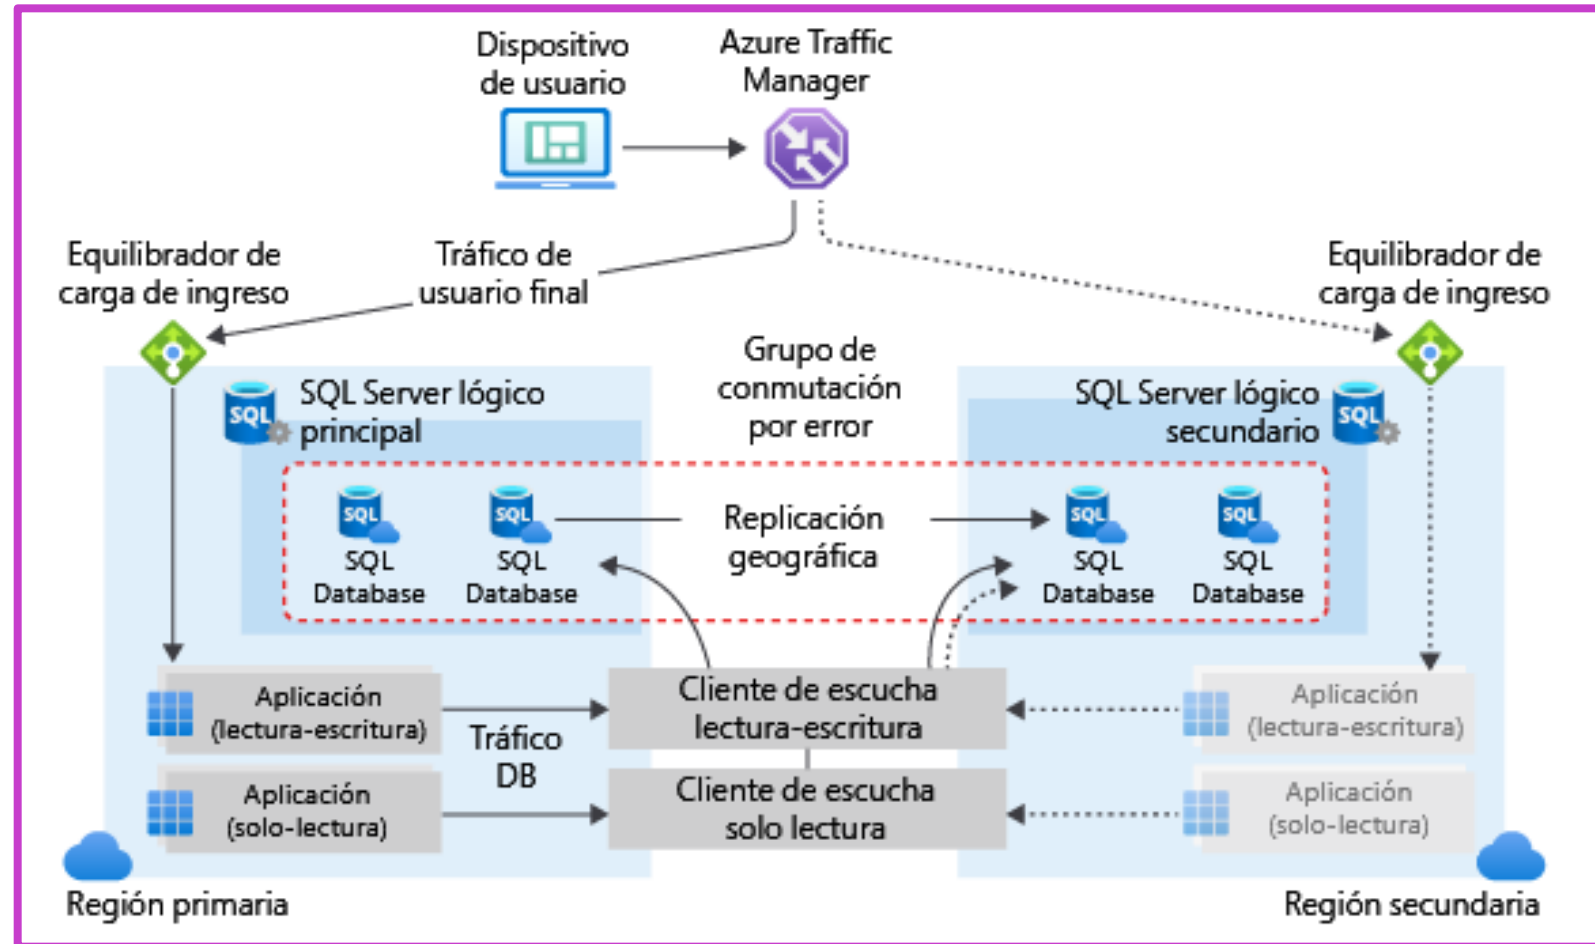 Dispositivo
de usuario
Azure Traffic
Manager
Equilibrador de
carga de ingreso
Tráfico de
usuario final
Equilibrador de
carga de ingreso
Grupo de
conmutación
por error
SQL
SQL Server lógico
principal
SQL Server lógico
secundario
SQL
SQL
SQL
Database
SQL
SQL
Database
Replicación
geográfica
SQL
SQL
Database
SQL
SQL
Database
Aplicación
(lectura-escritura)
Tráfico
DB
Cliente de escucha
lectura-escritura
Aplicación
(lectura-escritura)
Aplicación
(solo-lectura)
Cliente de escucha
solo lectura
Aplicación
(solo-lectura)
Región primaria
Región secundaria